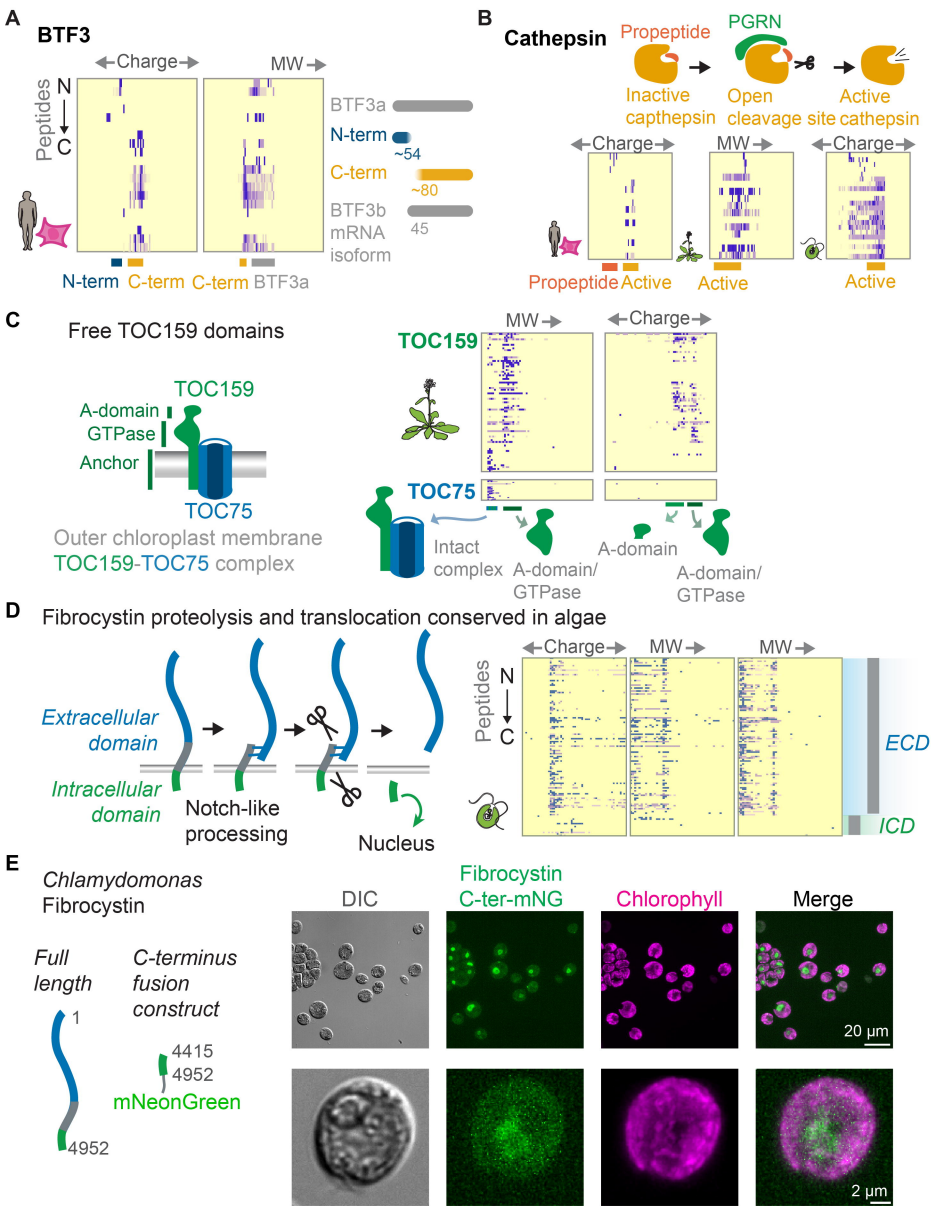 A
BTF3
Charge
MW
Peptides
N
C
BTF3a
N-term
~54
C-term
~80
BTF3b
45
mRNA
isoform
N-term C-term C-term BTF3a
B
Cathepsin
Propeptide
PGRN
Inactive
capthepsin
Open
cleavage site
Active
cathepsin
Charge
MW
Charge
Propeptide Active
Active
Active
C
Free TOC159 domains
TOC159
A-domain
GTPase
Anchor
TOC75
Outer chloroplast membrane
TOC159-TOC75 complex
MW
Charge
TOC159
TOC75
Intact
complex
A-domain/
GTPase
A-domain
A-domain/
GTPase
D
Fibrocystin proteolysis and translocation conserved in algae
Extracellular
domain
Intracellular
domain
Notch-like
processing
Nucleus
Charge
MW
MW
Peptides
N
C
ECD
ICD
E
Chlamydomonas
Fibrocystin
Full
length
1
4952
C-terminus
fusion
construct
4415
4952
mNeonGreen
DIC
Fibrocystin
C-ter-mNG
Chlorophyll
Merge
20 µm
2 µm